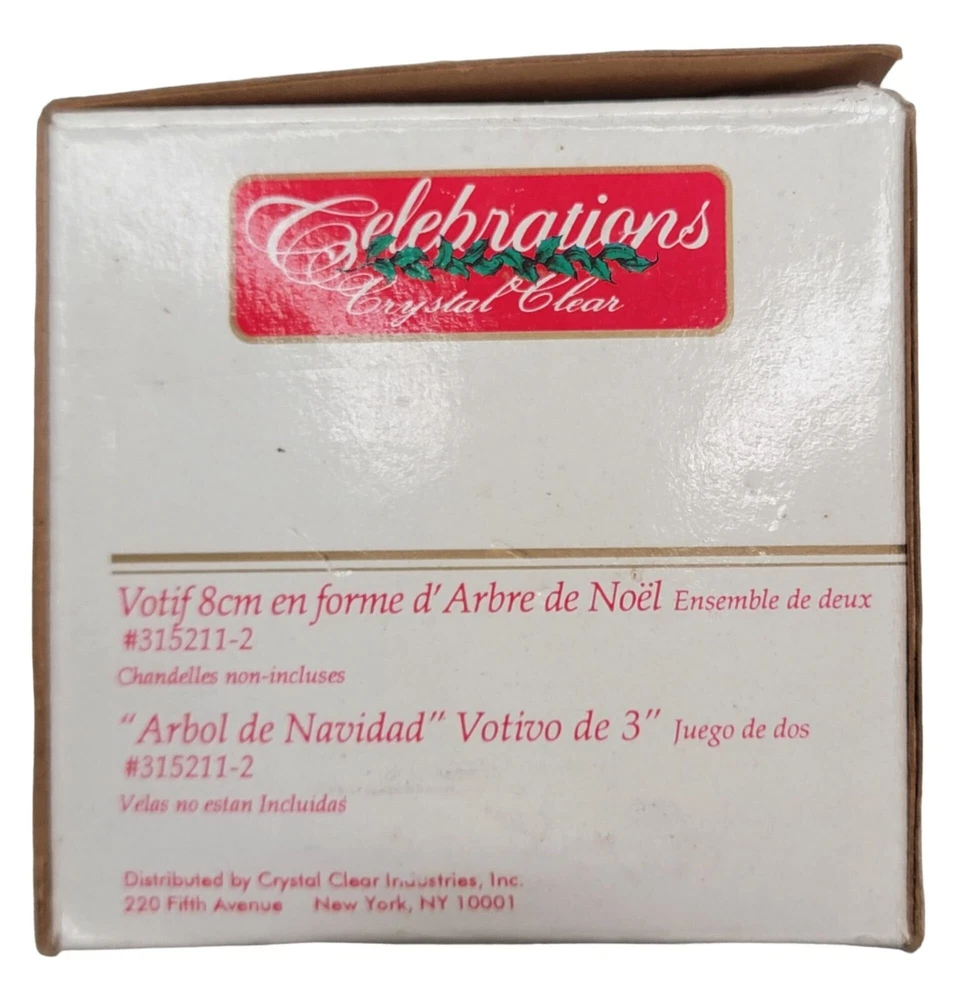 Celebrations
Crystal Clear
Votif 8cm en forme d'Arbre de Noël Ensemble de deux
#315211-2
Chandelles non-incluses
"Arbol de Navidad" Votivo de 3" Juego de dos
#315211-2
Velas no estan Incluidas
Distributed by Crystal Clear Industries, Inc.
220 Fifth Avenue New York, NY 10001